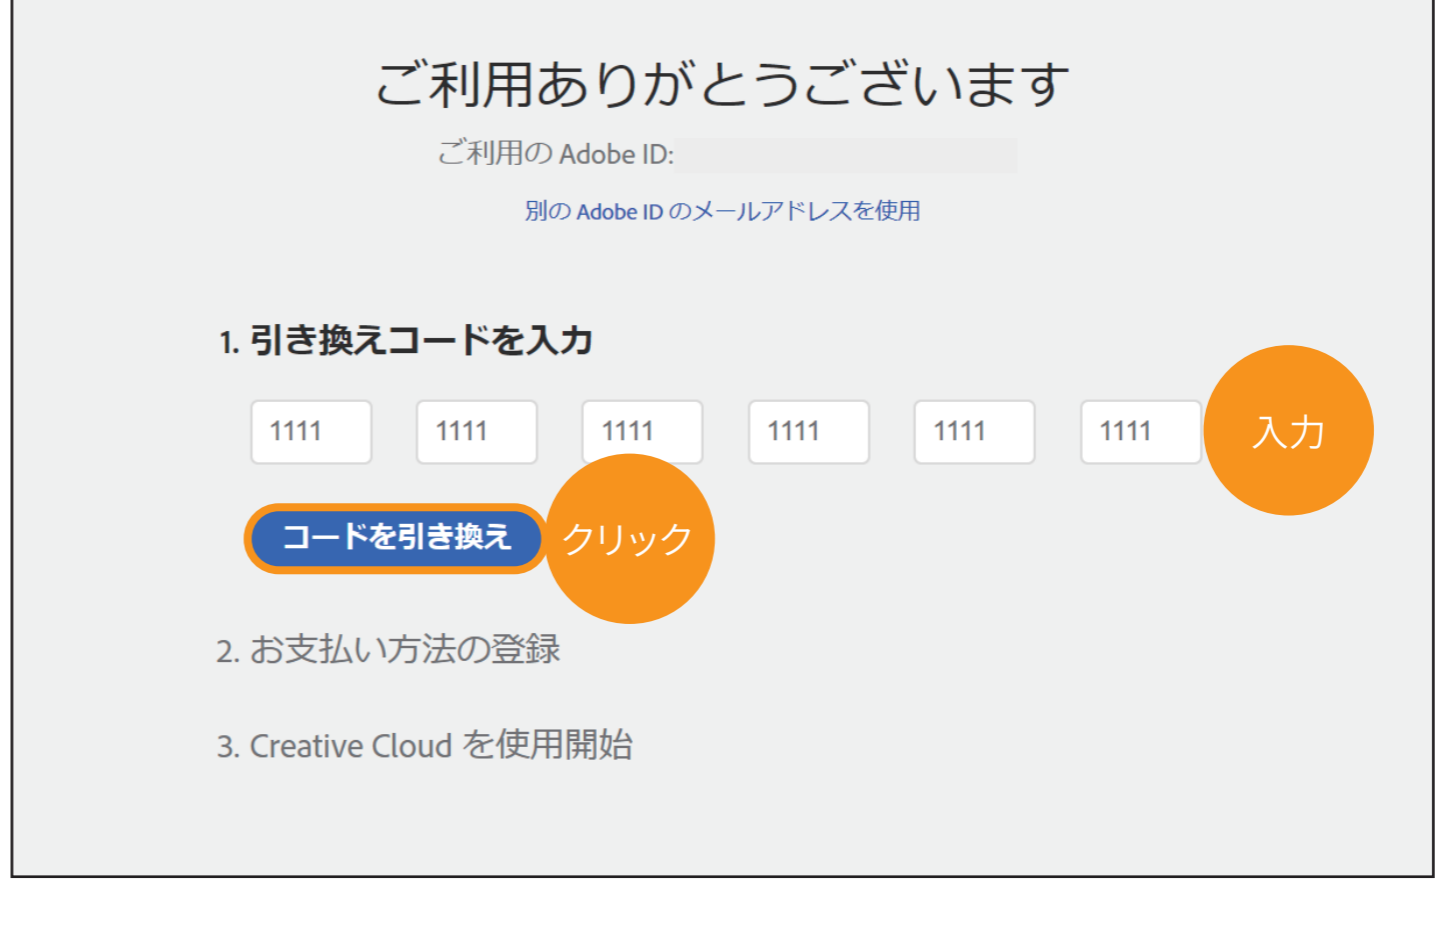 ご利用ありがとうございます
ご利用の Adobe ID:
別の Adobe ID のメールアドレスを使用
1. 引き換えコードを入力
1111 1111 1111 1111 1111 1111 入力
コードを引き換え クリック
2. お支払い方法の登録
3. Creative Cloud を使用開始